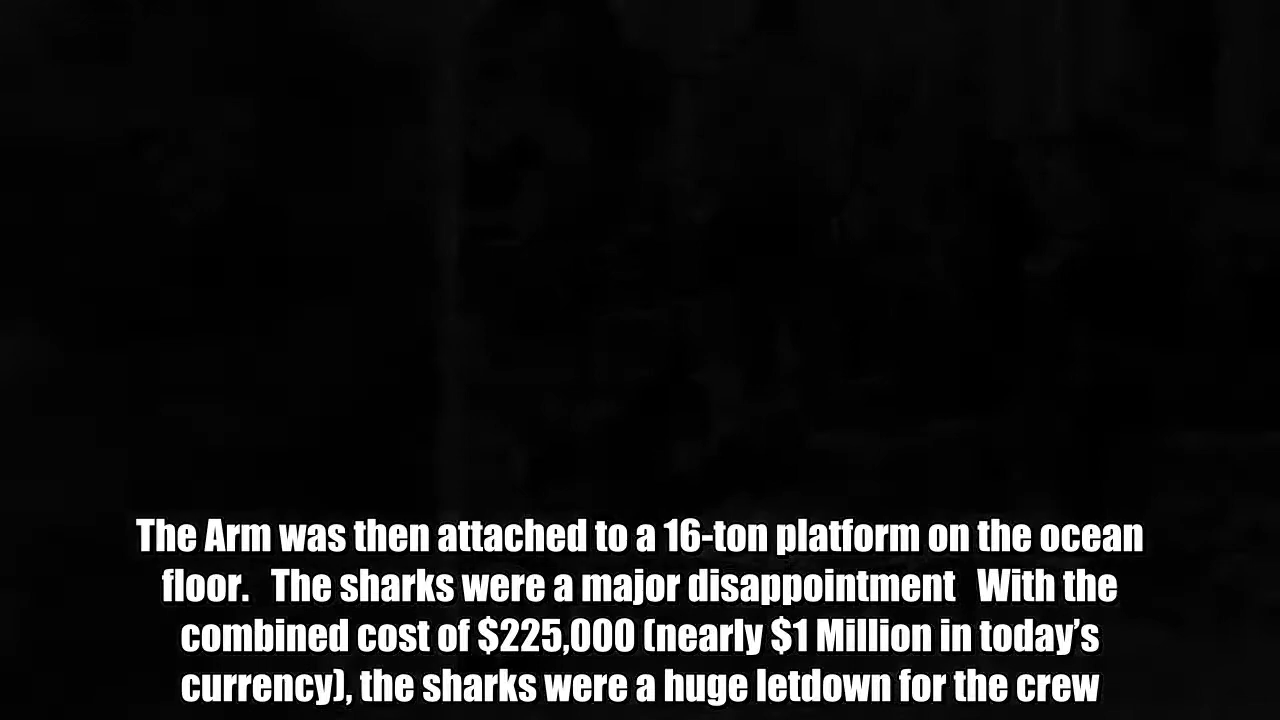 The Arm was then attached to a 16-ton platform on the ocean
floor.   The sharks were a major disappointment   With the
combined cost of $225,000 (nearly $1 Million in today’s
currency), the sharks were a huge letdown for the crew